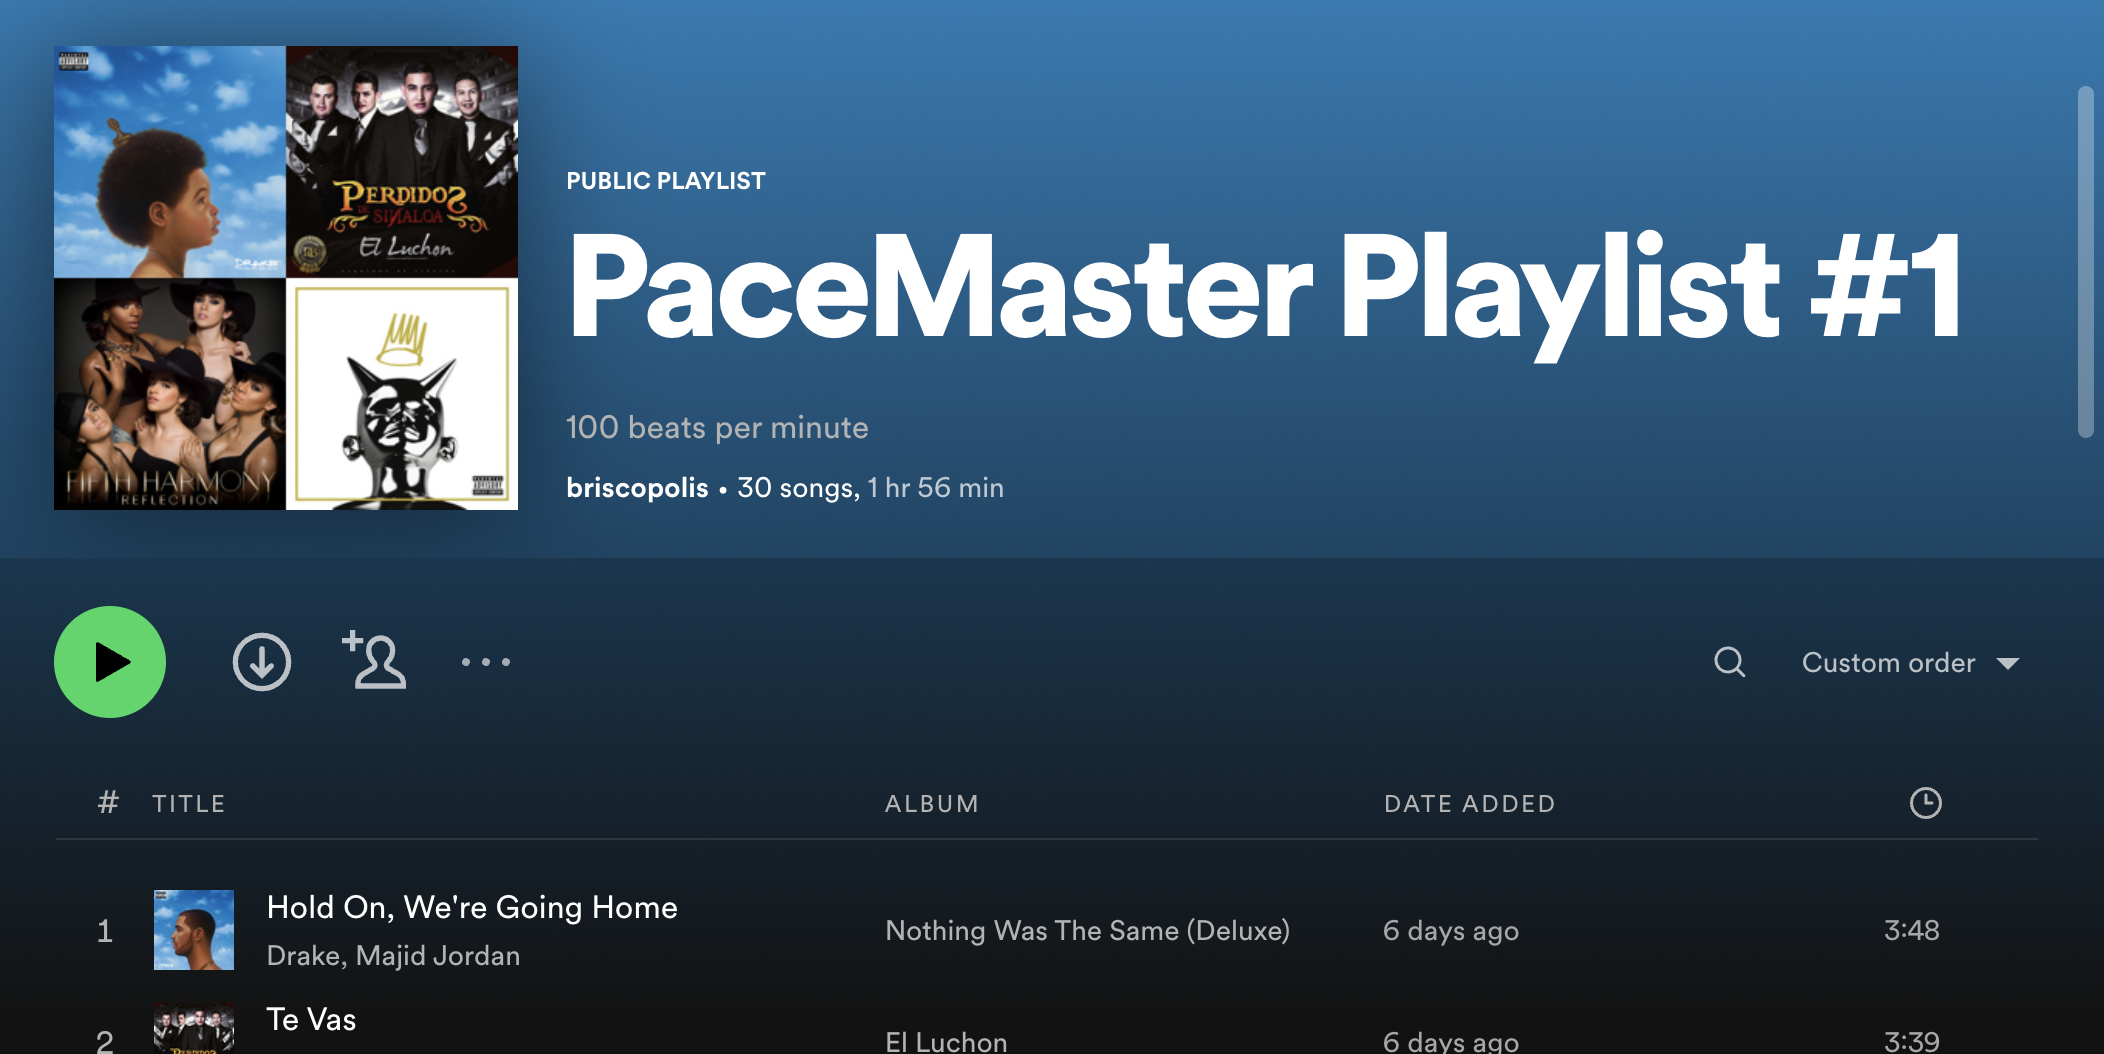 PERDIDOS
DE SINALOA
El Luchon
DRAKE
FIFTH HARMONY
REFLECTION
PUBLIC PLAYLIST
PaceMaster Playlist #1
100 beats per minute
briscopolis • 30 songs, 1 hr 56 min
Custom order
# TITLE ALBUM DATE ADDED
1 Hold On, We're Going Home Nothing Was The Same (Deluxe) 6 days ago 3:48
Drake, Majid Jordan
2 Te Vas El Luchon 6 days ago 3:39
PERDIDOS